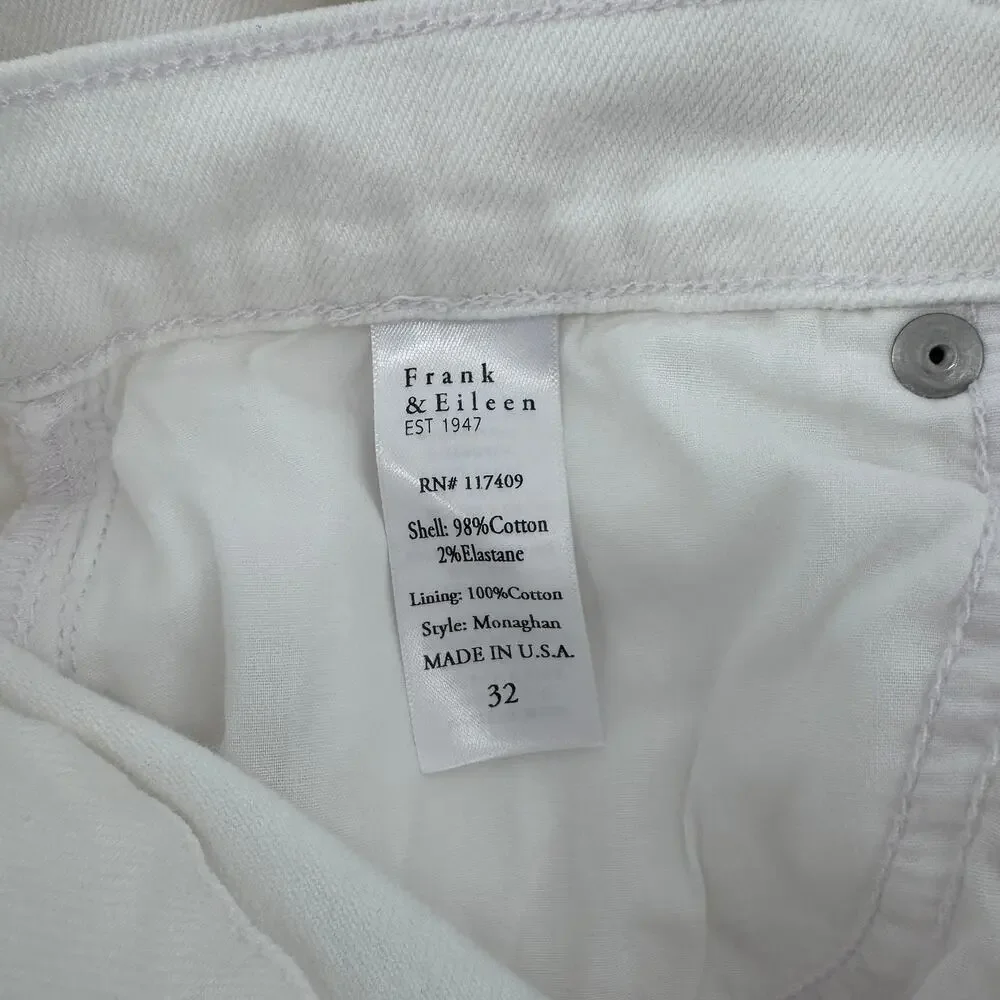 Frank
& Eileen
EST 1947
RN# 117409
Shell: 98%Cotton
2%Elastane
Lining: 100%Cotton
Style: Monaghan
MADE IN U.S.A.
32